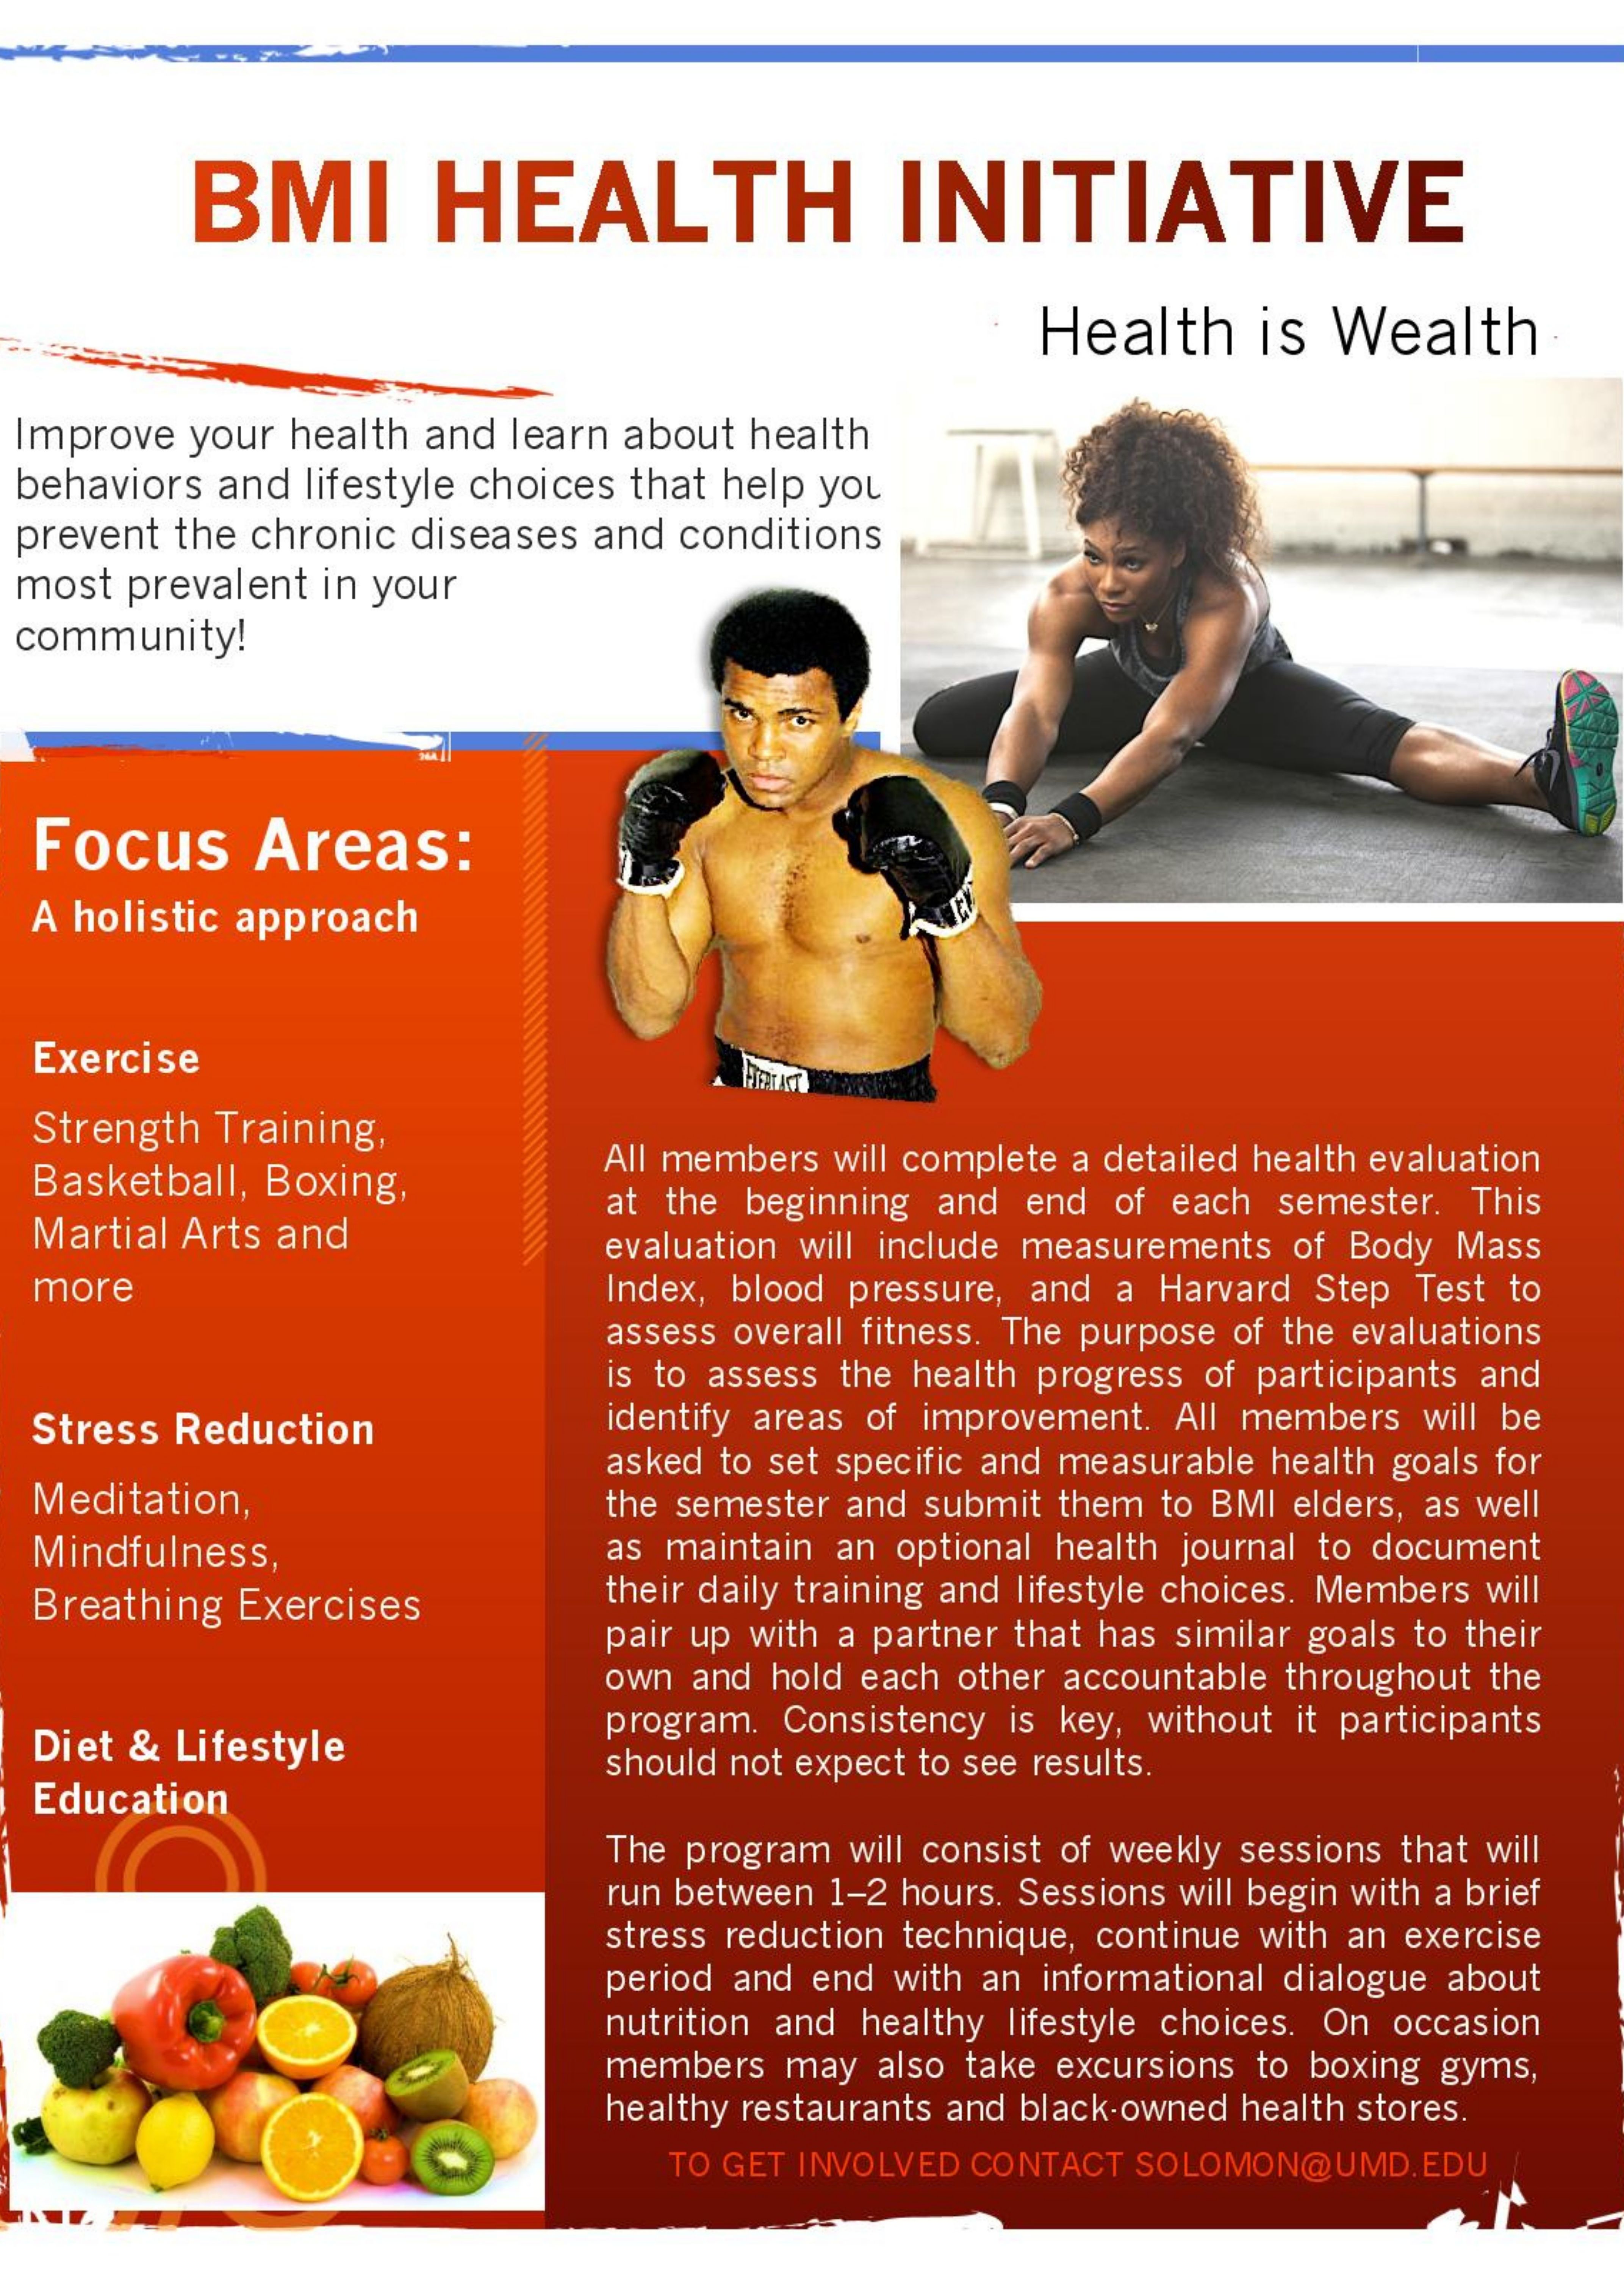 BMI HEALTH INITIATIVE
Health is Wealth
Improve your health and learn about health
behaviors and lifestyle choices that help you
prevent the chronic diseases and conditions
most prevalent in your
community!
Focus Areas:
A holistic approach
Exercise
Strength Training,
Basketball, Boxing,
Martial Arts and
more
Stress Reduction
Meditation,
Mindfulness,
Breathing Exercises
Diet & Lifestyle
Education
EVERLAST
All members will complete a detailed health evaluation
at the beginning and end of each semester. This
evaluation will include measurements of Body Mass
Index, blood pressure, and a Harvard Step Test to
assess overall fitness. The purpose of the evaluations
is to assess the health progress of participants and
identify areas of improvement. All members will be
asked to set specific and measurable health goals for
the semester and submit them to BMI elders, as well
as maintain an optional health journal to document
their daily training and lifestyle choices. Members will
pair up with a partner that has similar goals to their
own and hold each other accountable throughout the
program. Consistency is key, without it participants
should not expect to see results.
The program will consist of weekly sessions that will
run between 1–2 hours. Sessions will begin with a brief
stress reduction technique, continue with an exercise
period and end with an informational dialogue about
nutrition and healthy lifestyle choices. On occasion
members may also take excursions to boxing gyms,
healthy restaurants and black-owned health stores.
TO GET INVOLVED CONTACT SOLOMON@UMD.EDU